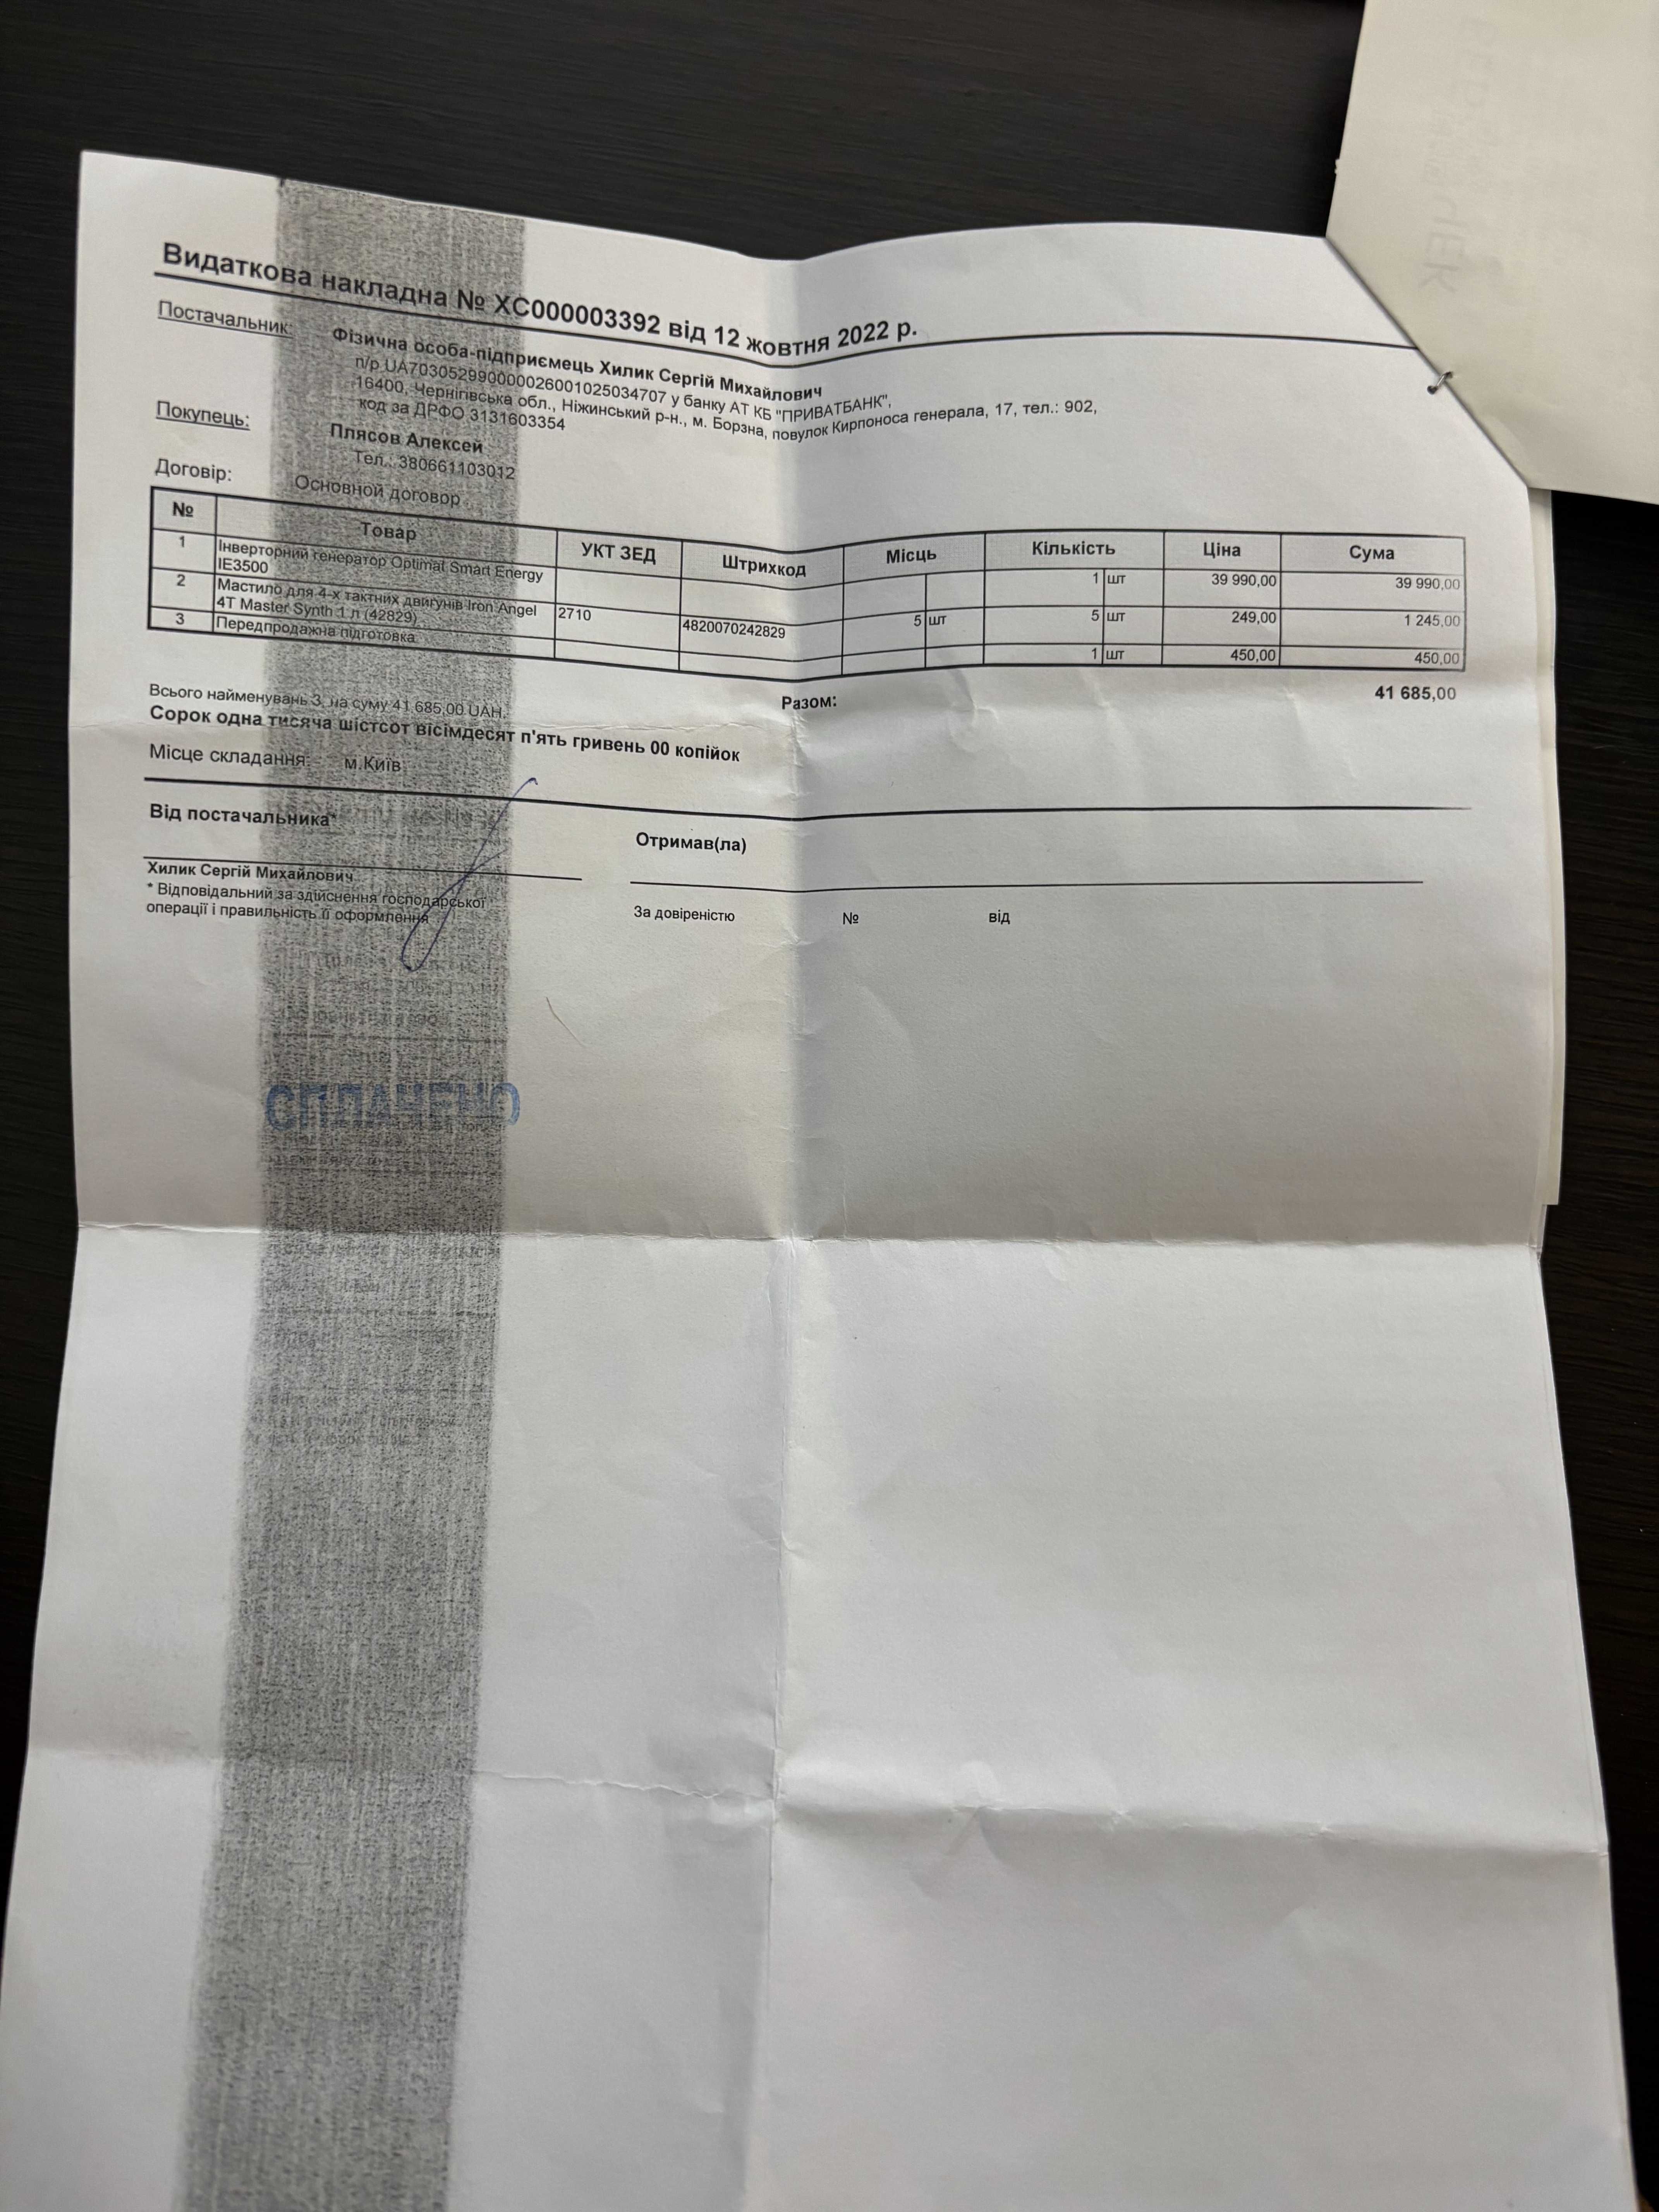 Видаткова накладна № ХС000003392 від 12 жовтня 2022 р.
Постачальник: Фізична особа-підприємець Хилик Сергій Михайлович
п/р UA703052990000026001025034707 у банку АТ КБ "ПРИВАТБАНК",
16400, Чернігівська обл., Ніжинський р-н., м. Борзна, повулок Кирпоноса генерала, 17, тел.: 902,
код за ДРФО 3131603354
Покупець: Плясов Алексей
Тел.: 380661103012
Договір: Основной договор
№ Товар УКТ ЗЕД Штрихкод Місць Кількість Ціна Сума
1 Інверторний генератор Optimat Smart Energy 1 шт 39 990,00 39 990,00
IE3500
2 Мастило для 4-х тактних двигунів Iron Angel 2710 4820070242829 5 шт 5 шт 249,00 1 245,00
4T Master Synth 1 л (42829)
3 Передпродажна підготовка 1 шт 450,00 450,00
Разом: 41 685,00
Всього найменувань 3, на суму 41 685,00 UAH.
Сорок одна тисяча шістсот вісімдесят п'ять гривень 00 копійок
Місце складання: м.Київ
Від постачальника* Отримав(ла)
Хилик Сергій Михайлович
* Відповідальний за здійснення господарської
операції і правильність її оформлення
За довіреністю № від
СПЛАЧЕНО